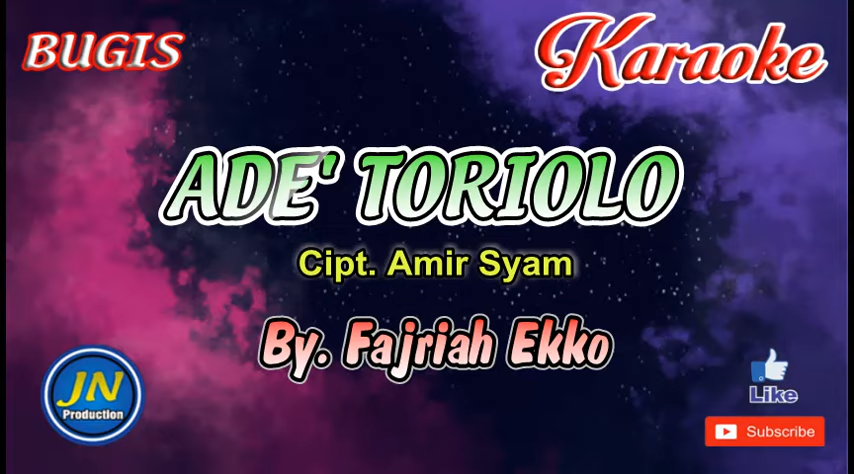 BUGIS
Karaoke
ADE' TORIOLO
Cipt. Amir Syam
By. Fajriah Ekko
JN
Production
Like
Subscribe